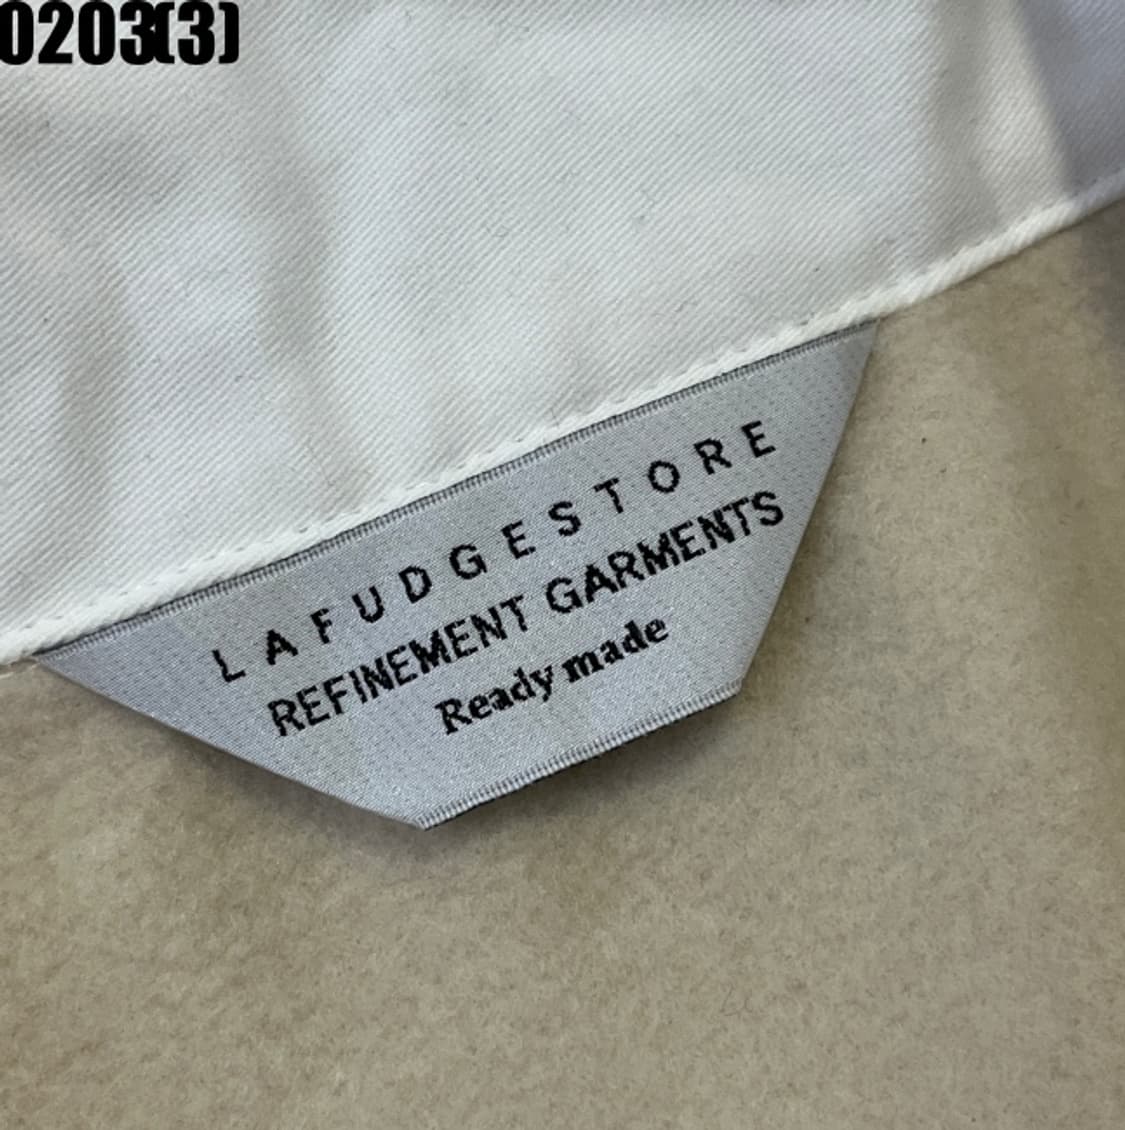 0203(3)
LAFUDGESTORE
REFINEMENT GARMENTS
Ready made